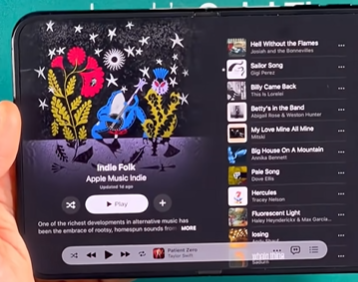 Indie Folk
Apple Music Indie
Updated 1d ago
Play
One of the richest developments in alternative music has
been the embrace of rootsy, homespun sounds from MORE
Hell Without the Flames
Josiah and the Bonnevilles
Sailor Song
Gigi Perez
Billy Came Back
This Is Lorelei
Betty's in the Band
Abigail Rose & Weston Hunter
My Love Mine All Mine
Mitski
Big House On A Mountain
Annika Bennett
Pale Song
Dove Ellis
Hercules
Tracey Nelson
Fluorescent Light
Haley Heynderickx & Max García...
losing
Patient Zero
Taylor Swift